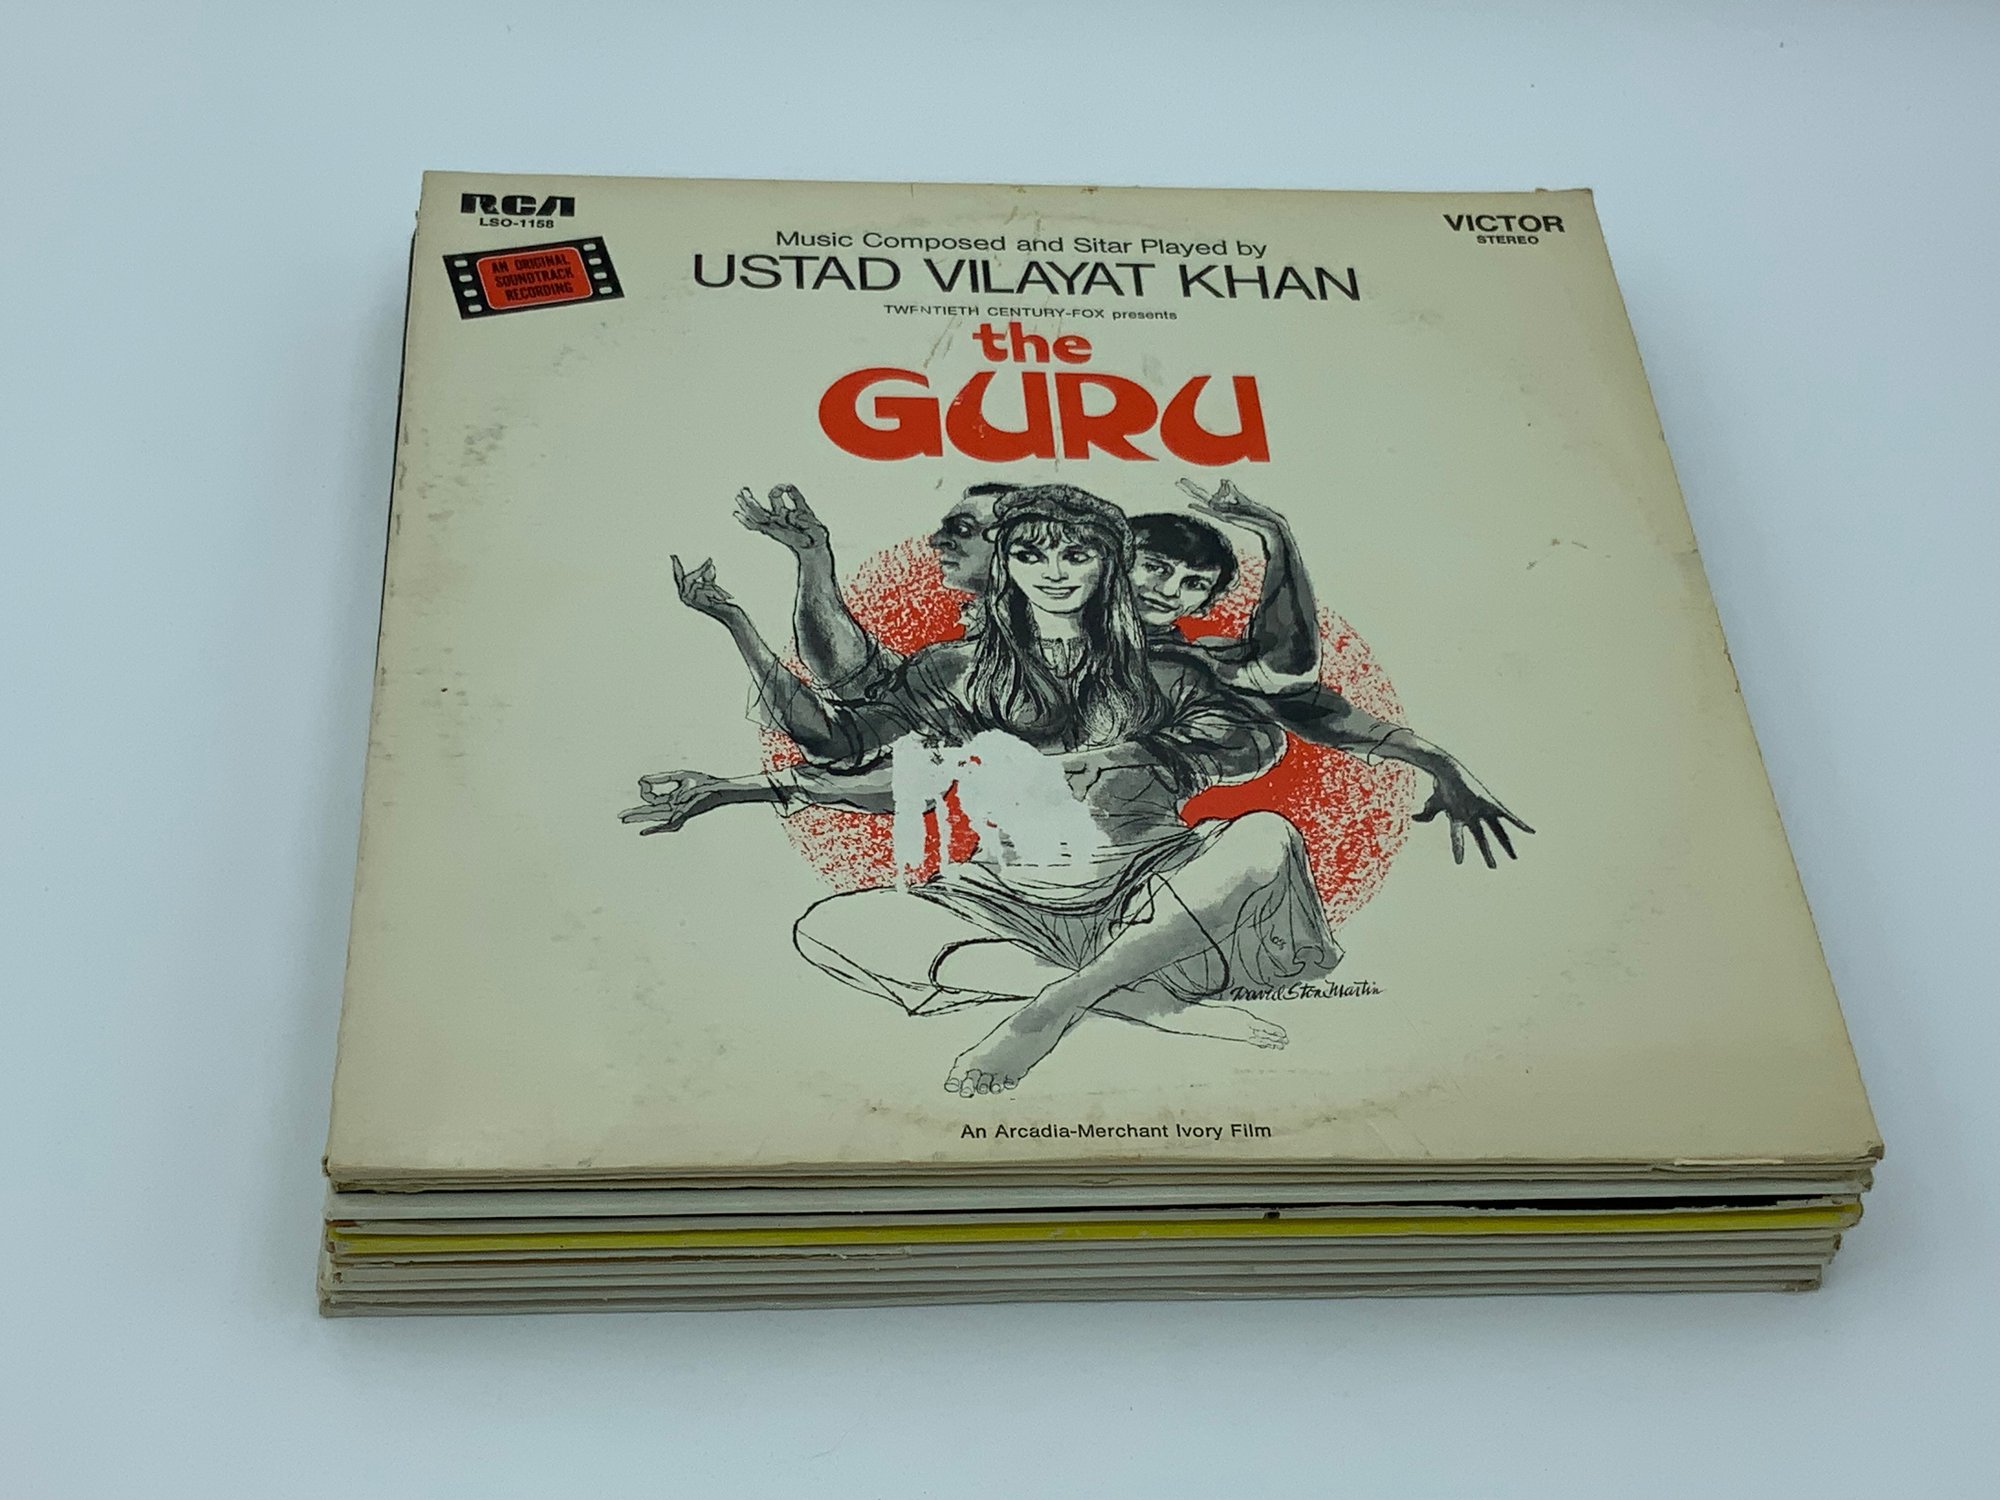 RCA
LSO-1158
VICTOR
STEREO
AN ORIGINAL
SOUNDTRACK
RECORDING
Music Composed and Sitar Played by
USTAD VILAYAT KHAN
TWENTIETH CENTURY-FOX presents
the
GURU
David Stone Martin
An Arcadia-Merchant Ivory Film